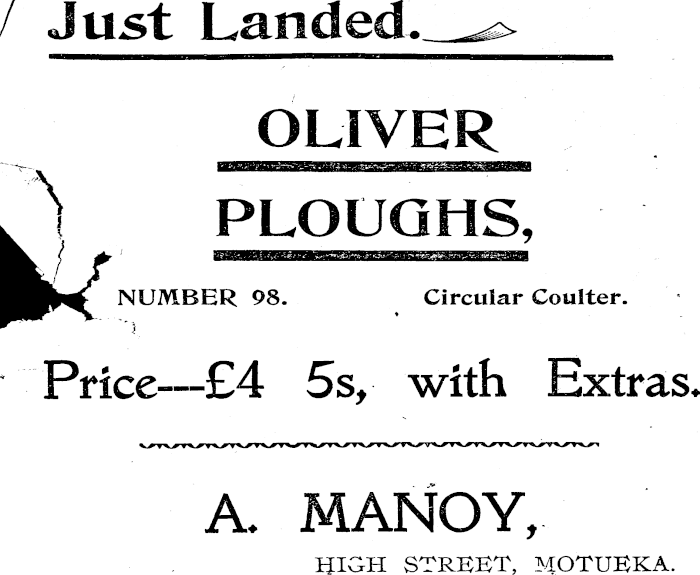 Just Landed.
OLIVER
PLOUGHS,
NUMBER 98. Circular Coulter.
Price---£4 5s, with Extras.
A. MANOY,
HIGH STREET, MOTUEKA.